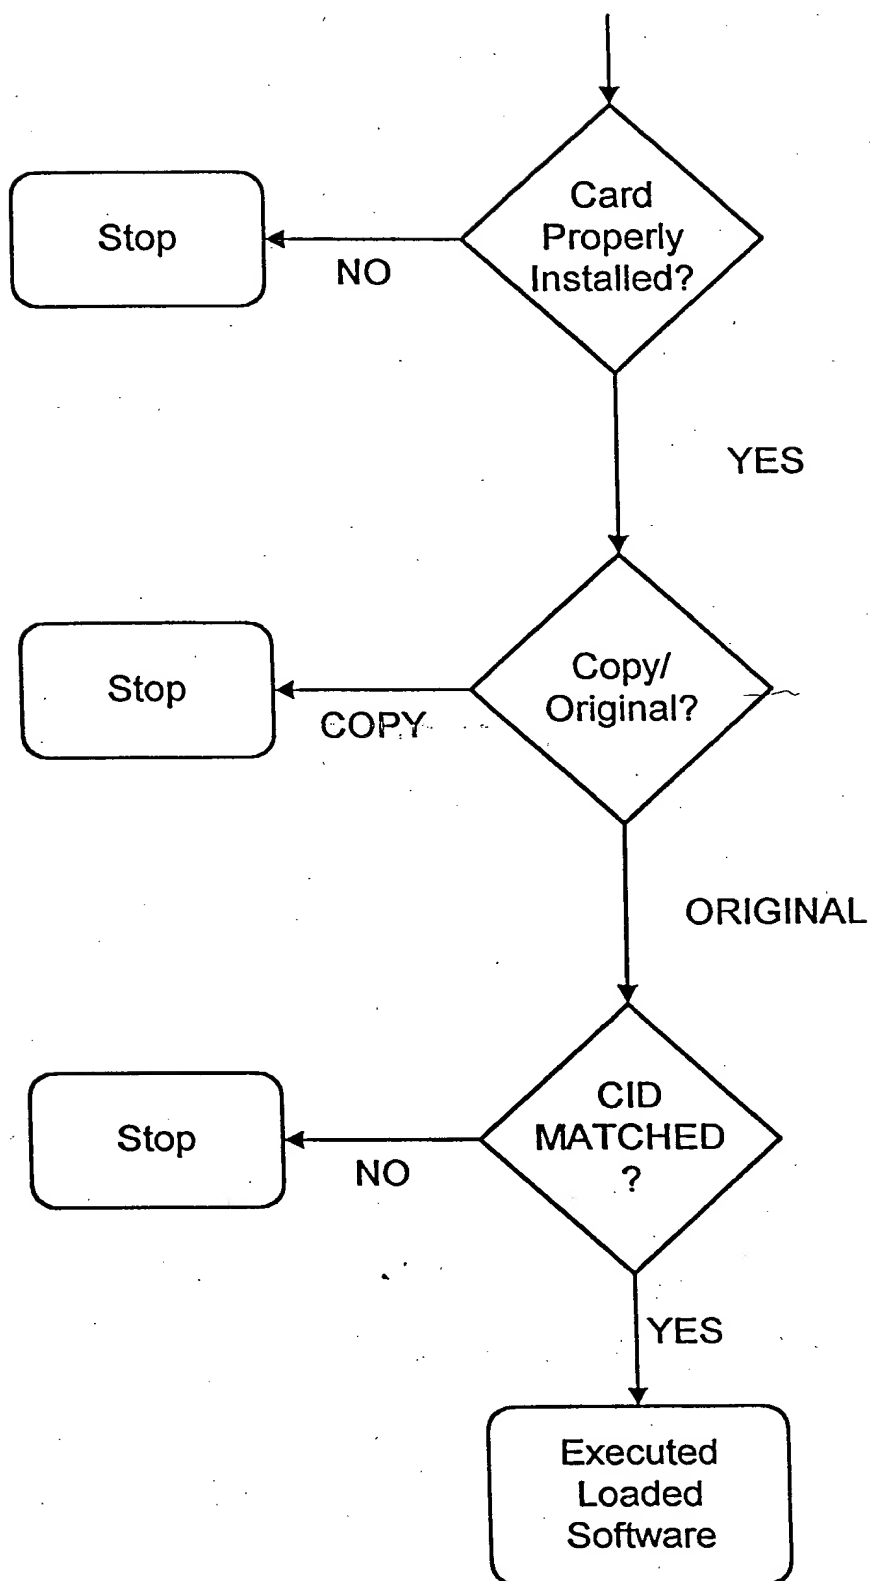 Card
Properly
Installed?
Stop
NO
YES
Copy/
Original?
Stop
COPY
ORIGINAL
CID
MATCHED
?
Stop
NO
YES
Executed
Loaded
Software